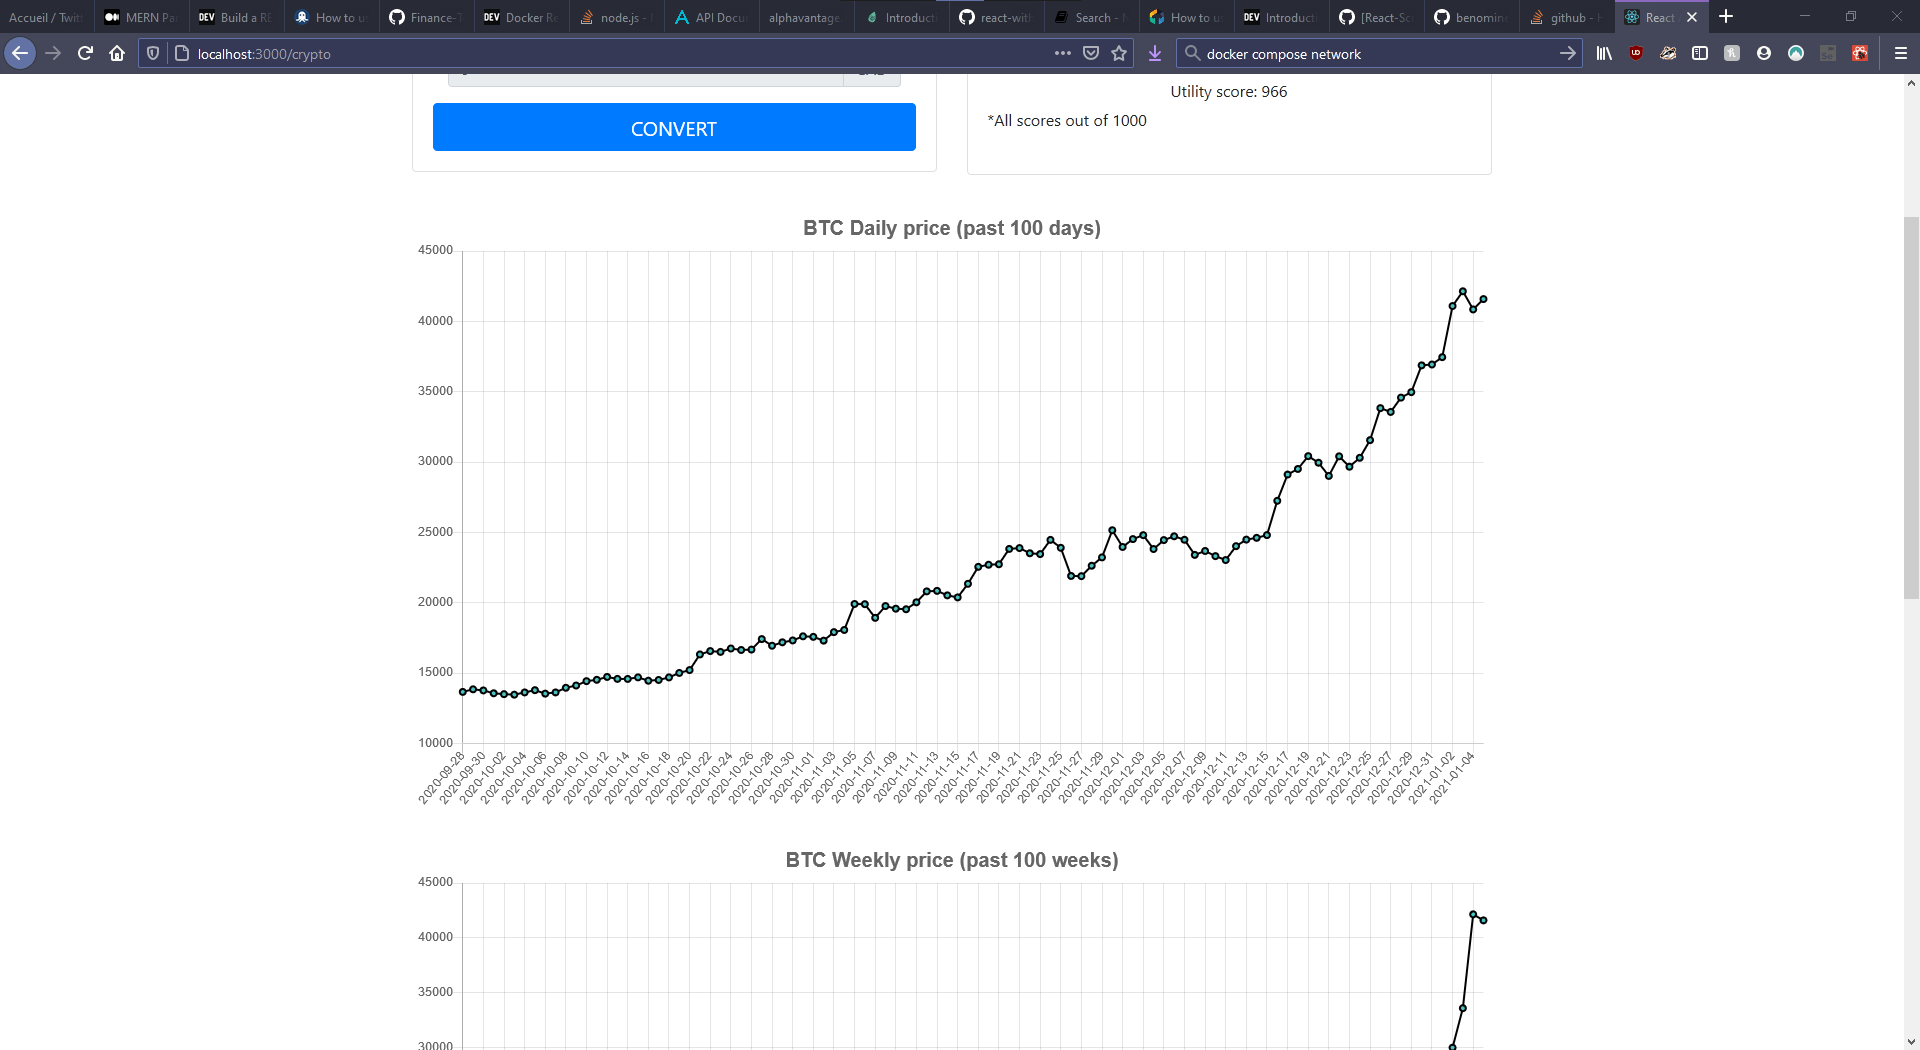 Accueil / Twit
MERN Pa
Build a RE
How to u
Finance-T
Docker Re
node.js -
API Docu
alphavantage.
Introducti
react-with
Search -
How to u
Introducti
[React-Sc
benomine
github -
React
localhost:3000/crypto
docker compose network
CONVERT
Utility score: 966
*All scores out of 1000
BTC Daily price (past 100 days)
45000
40000
35000
30000
25000
20000
15000
10000
2020-09-28
2020-09-30
2020-10-02
2020-10-04
2020-10-06
2020-10-08
2020-10-10
2020-10-12
2020-10-14
2020-10-16
2020-10-18
2020-10-20
2020-10-22
2020-10-24
2020-10-26
2020-10-28
2020-10-30
2020-11-01
2020-11-03
2020-11-05
2020-11-07
2020-11-09
2020-11-11
2020-11-13
2020-11-15
2020-11-17
2020-11-19
2020-11-21
2020-11-23
2020-11-25
2020-11-27
2020-11-29
2020-12-01
2020-12-03
2020-12-05
2020-12-07
2020-12-09
2020-12-11
2020-12-13
2020-12-15
2020-12-17
2020-12-19
2020-12-21
2020-12-23
2020-12-25
2020-12-27
2020-12-29
2020-12-31
2021-01-02
2021-01-04
BTC Weekly price (past 100 weeks)
45000
40000
35000
30000